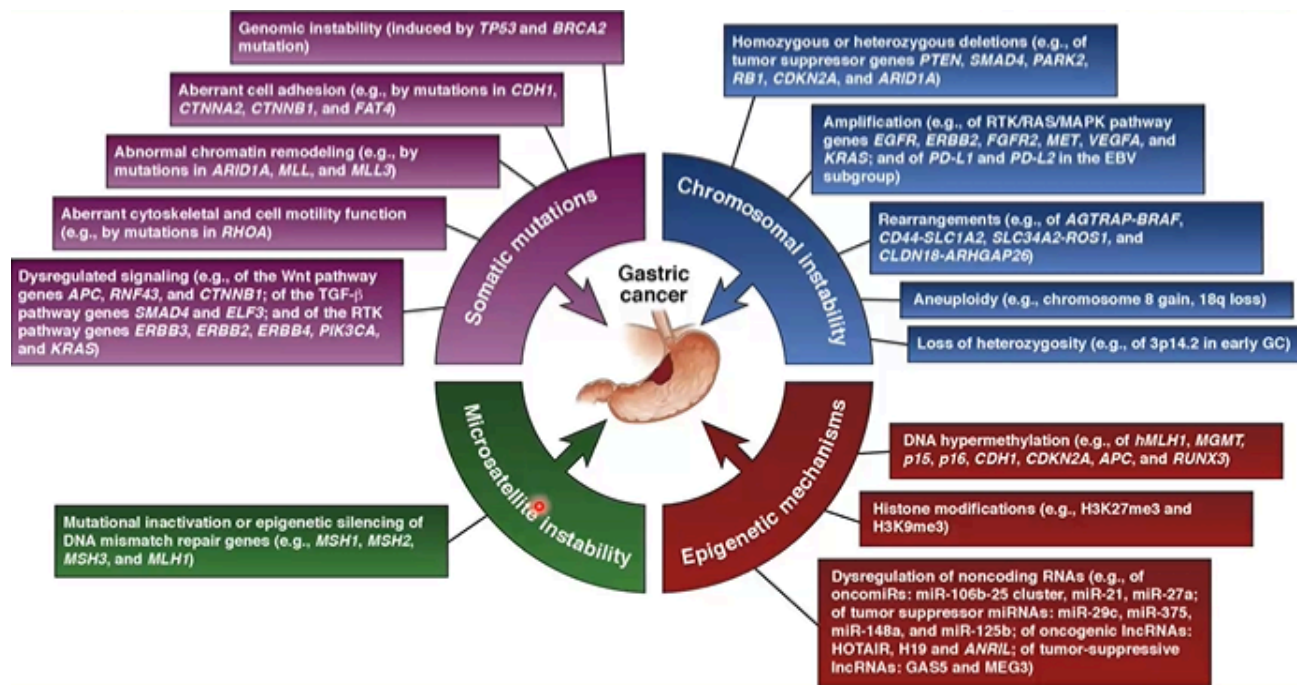 Genomic instability (induced by TP53 and BRCA2
mutation)
Aberrant cell adhesion (e.g., by mutations in CDH1,
CTNNA2, CTNNB1, and FAT4)
Abnormal chromatin remodeling (e.g., by
mutations in ARID1A, MLL, and MLL3)
Aberrant cytoskeletal and cell motility function
(e.g., by mutations in RHOA)
Dysregulated signaling (e.g., of the Wnt pathway
genes APC, RNF43, and CTNNB1; of the TGF-β
pathway genes SMAD4 and ELF3; and of the RTK
pathway genes ERBB3, ERBB2, ERBB4, PIK3CA,
and KRAS)
Somatic mutations
Homozygous or heterozygous deletions (e.g., of
tumor suppressor genes PTEN, SMAD4, PARK2,
RB1, CDKN2A, and ARID1A)
Amplification (e.g., of RTK/RAS/MAPK pathway
genes EGFR, ERBB2, FGFR2, MET, VEGFA, and
KRAS; and of PD-L1 and PD-L2 in the EBV
subgroup)
Rearrangements (e.g., of AGTRAP-BRAF,
CD44-SLC1A2, SLC34A2-ROS1, and
CLDN18-ARHGAP26)
Aneuploidy (e.g., chromosome 8 gain, 18q loss)
Loss of heterozygosity (e.g., of 3p14.2 in early GC)
Chromosomal instability
Gastric
cancer
Microsatellite instability
Mutational inactivation or epigenetic silencing of
DNA mismatch repair genes (e.g., MSH1, MSH2,
MSH3, and MLH1)
Epigenetic mechanisms
DNA hypermethylation (e.g., of hMLH1, MGMT,
p15, p16, CDH1, CDKN2A, APC, and RUNX3)
Histone modifications (e.g., H3K27me3 and
H3K9me3)
Dysregulation of noncoding RNAs (e.g., of
oncomiRs: miR-106b-25 cluster, miR-21, miR-27a;
of tumor suppressor miRNAs: miR-29c, miR-375,
miR-148a, and miR-125b; of oncogenic lncRNAs:
HOTAIR, H19 and ANRIL; of tumor-suppressive
lncRNAs: GAS5 and MEG3)